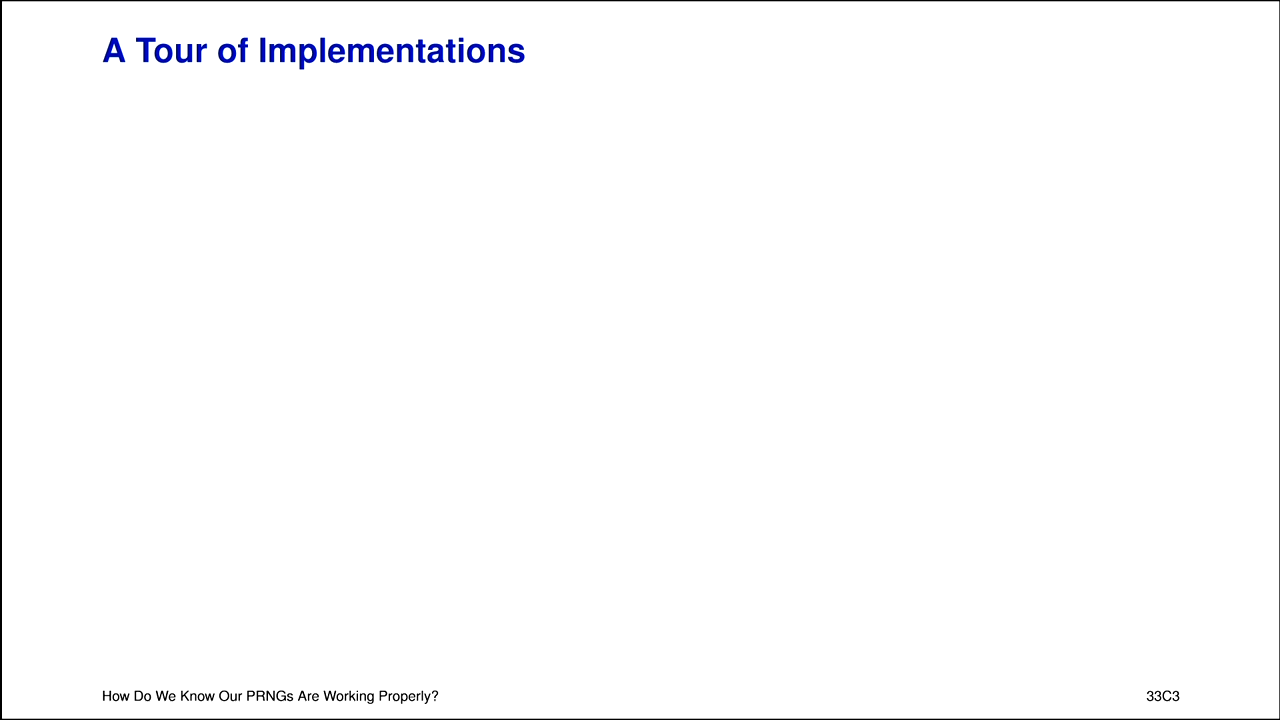 A Tour of Implementations
How Do We Know Our PRNGs Are Working Properly?
33C3